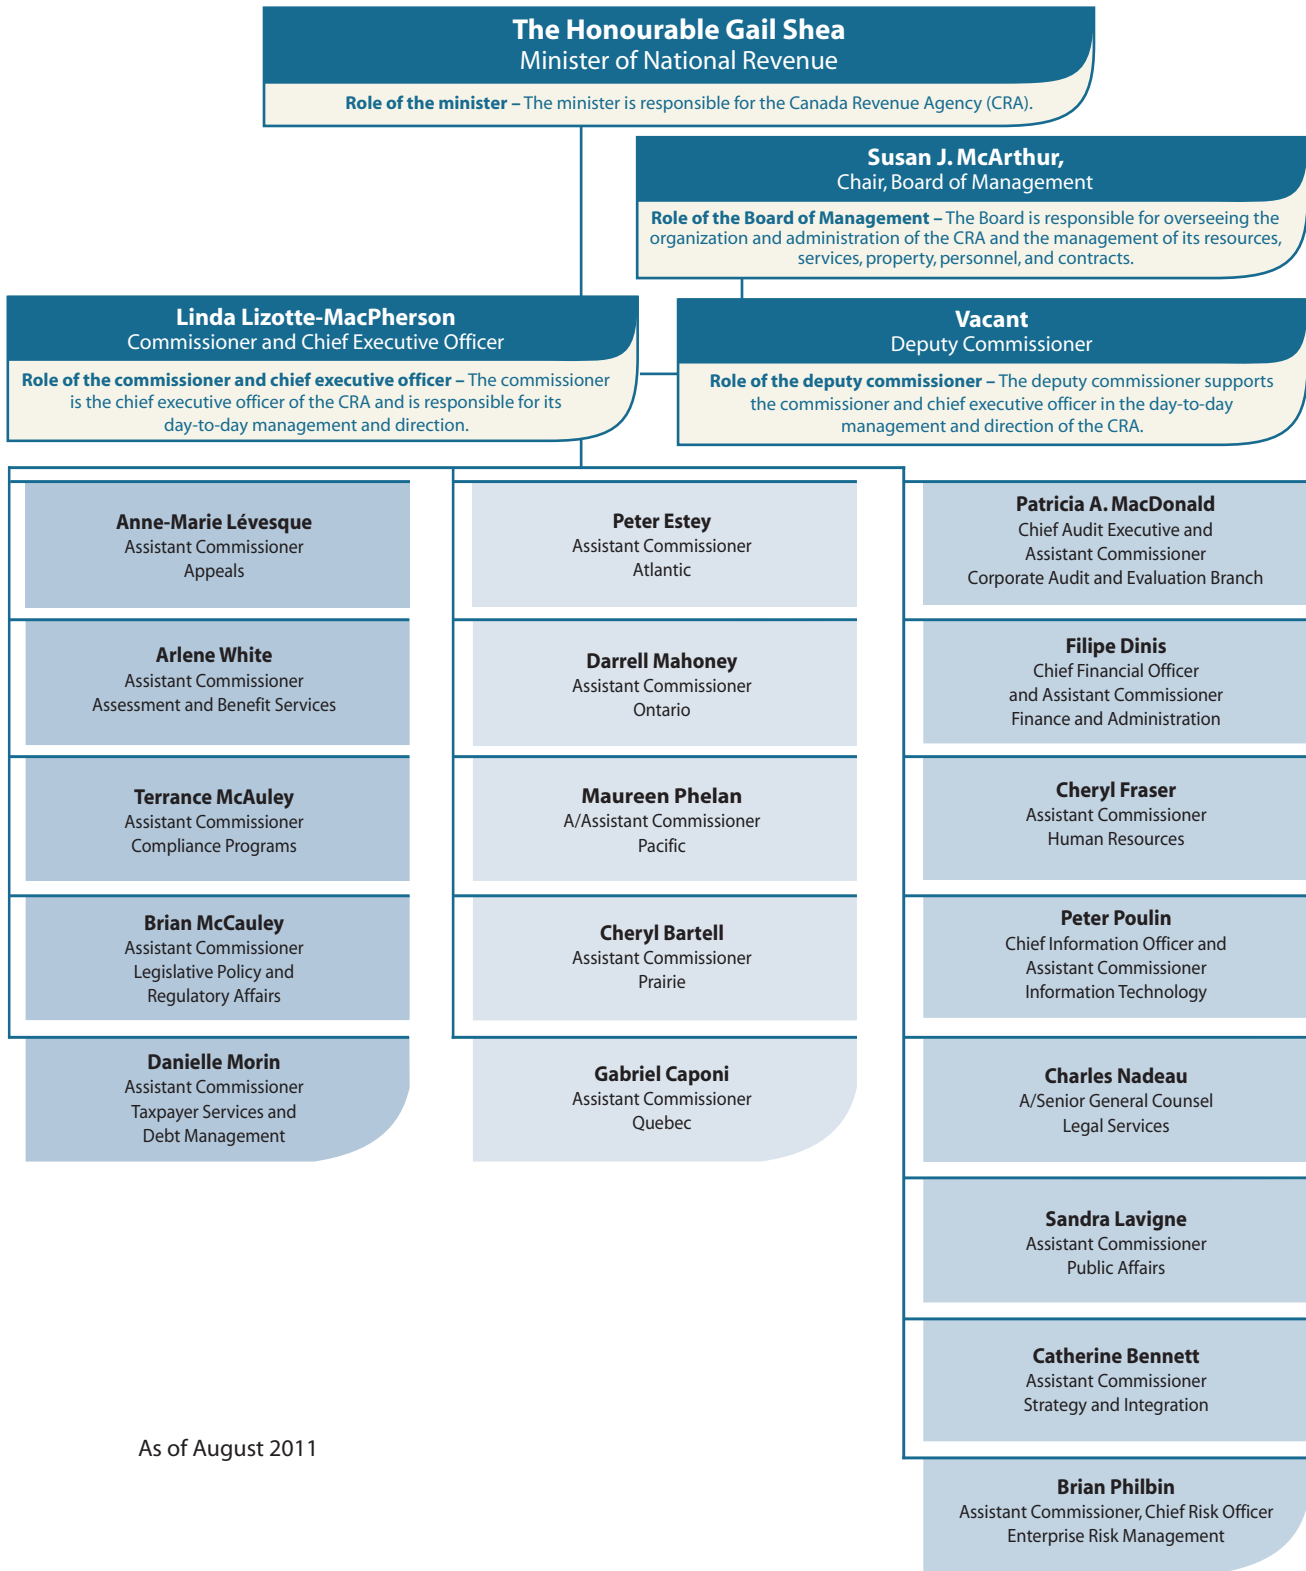 The Honourable Gail Shea
Minister of National Revenue
Role of the minister – The minister is responsible for the Canada Revenue Agency (CRA).
Susan J. McArthur,
Chair, Board of Management
Role of the Board of Management – The Board is responsible for overseeing the
organization and administration of the CRA and the management of its resources,
services, property, personnel, and contracts.
Linda Lizotte-MacPherson
Commissioner and Chief Executive Officer
Role of the commissioner and chief executive officer – The commissioner
is the chief executive officer of the CRA and is responsible for its
day-to-day management and direction.
Vacant
Deputy Commissioner
Role of the deputy commissioner – The deputy commissioner supports
the commissioner and chief executive officer in the day-to-day
management and direction of the CRA.
Anne-Marie Lévesque
Assistant Commissioner
Appeals
Arlene White
Assistant Commissioner
Assessment and Benefit Services
Terrance McAuley
Assistant Commissioner
Compliance Programs
Brian McCauley
Assistant Commissioner
Legislative Policy and
Regulatory Affairs
Danielle Morin
Assistant Commissioner
Taxpayer Services and
Debt Management
Peter Estey
Assistant Commissioner
Atlantic
Darrell Mahoney
Assistant Commissioner
Ontario
Maureen Phelan
A/Assistant Commissioner
Pacific
Cheryl Bartell
Assistant Commissioner
Prairie
Gabriel Caponi
Assistant Commissioner
Quebec
Patricia A. MacDonald
Chief Audit Executive and
Assistant Commissioner
Corporate Audit and Evaluation Branch
Filipe Dinis
Chief Financial Officer
and Assistant Commissioner
Finance and Administration
Cheryl Fraser
Assistant Commissioner
Human Resources
Peter Poulin
Chief Information Officer and
Assistant Commissioner
Information Technology
Charles Nadeau
A/Senior General Counsel
Legal Services
Sandra Lavigne
Assistant Commissioner
Public Affairs
Catherine Bennett
Assistant Commissioner
Strategy and Integration
Brian Philbin
Assistant Commissioner, Chief Risk Officer
Enterprise Risk Management
As of August 2011